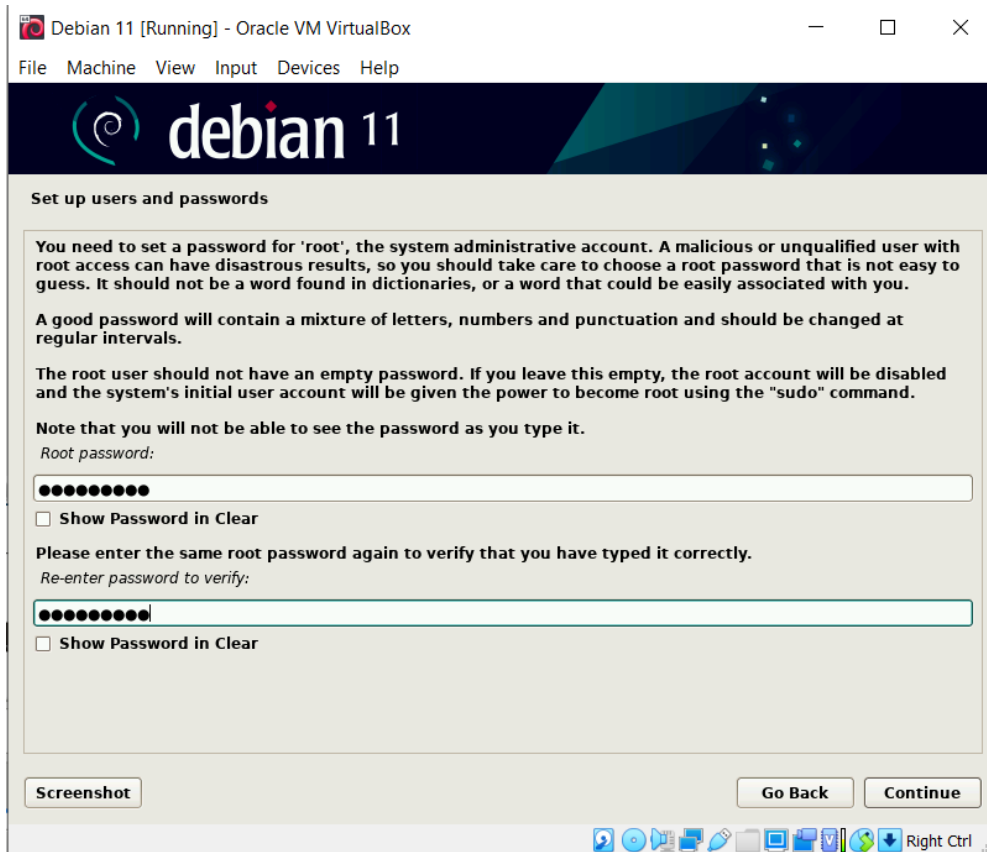 Debian 11 [Running] - Oracle VM VirtualBox
File Machine View Input Devices Help
debian 11
Set up users and passwords
You need to set a password for 'root', the system administrative account. A malicious or unqualified user with
root access can have disastrous results, so you should take care to choose a root password that is not easy to
guess. It should not be a word found in dictionaries, or a word that could be easily associated with you.
A good password will contain a mixture of letters, numbers and punctuation and should be changed at
regular intervals.
The root user should not have an empty password. If you leave this empty, the root account will be disabled
and the system's initial user account will be given the power to become root using the "sudo" command.
Note that you will not be able to see the password as you type it.
Root password:
●●●●●●●●●
Show Password in Clear
Please enter the same root password again to verify that you have typed it correctly.
Re-enter password to verify:
●●●●●●●●●
Show Password in Clear
Screenshot Go Back Continue
Right Ctrl